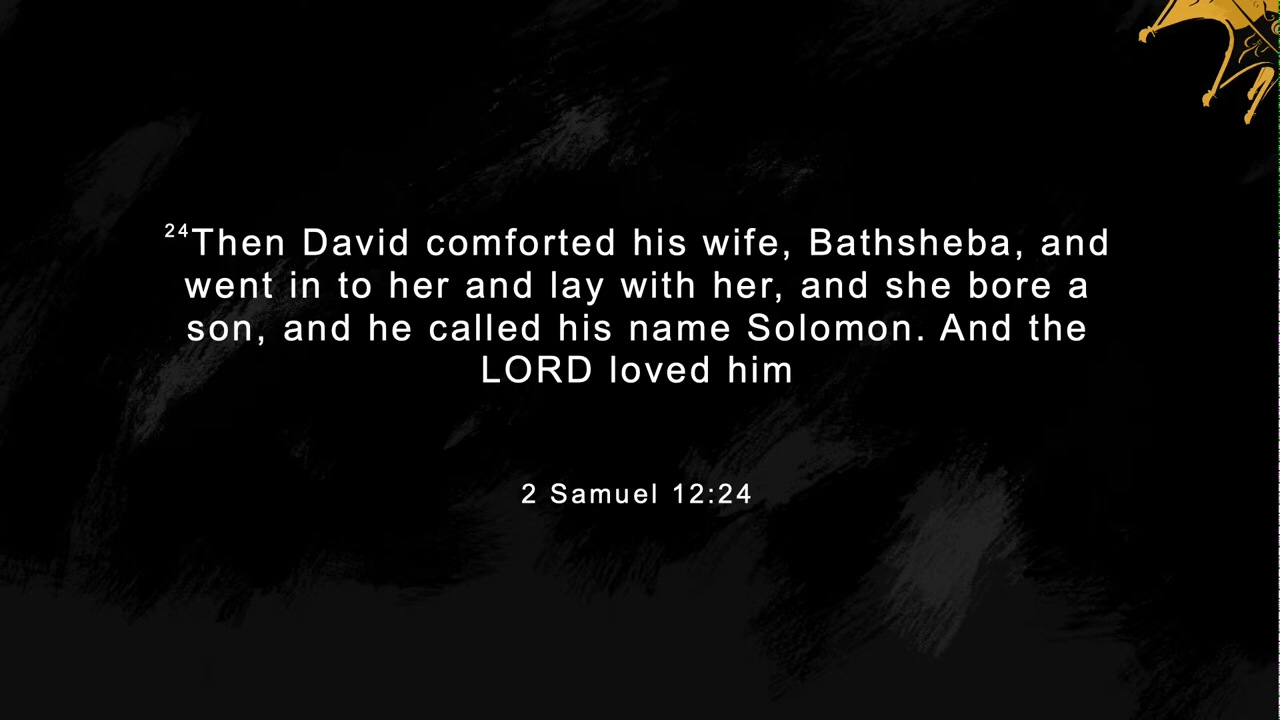 24Then David comforted his wife, Bathsheba, and
went in to her and lay with her, and she bore a
son, and he called his name Solomon. And the
LORD loved him
2 Samuel 12:24